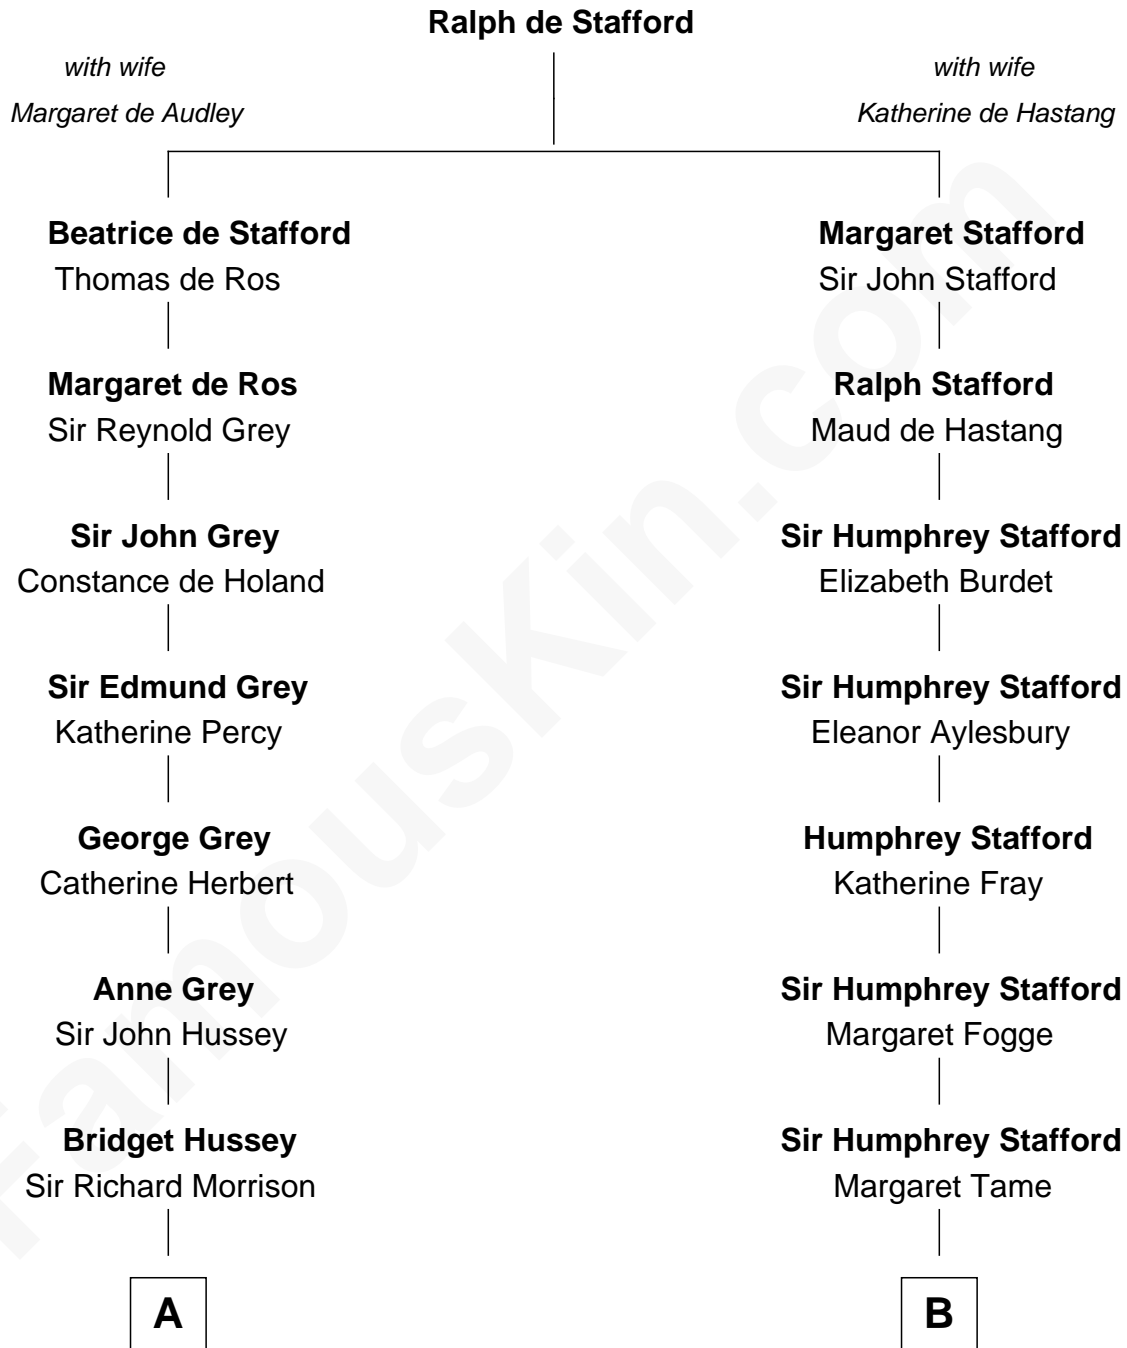 Ralph de Stafford
with wife
Margaret de Audley
with wife
Katherine de Hastang
Beatrice de Stafford
Thomas de Ros
Margaret Stafford
Sir John Stafford
Margaret de Ros
Sir Reynold Grey
Ralph Stafford
Maud de Hastang
Sir John Grey
Constance de Holand
Sir Humphrey Stafford
Elizabeth Burdet
Sir Edmund Grey
Katherine Percy
Sir Humphrey Stafford
Eleanor Aylesbury
George Grey
Catherine Herbert
Humphrey Stafford
Katherine Fray
Anne Grey
Sir John Hussey
Sir Humphrey Stafford
Margaret Fogge
Bridget Hussey
Sir Richard Morrison
Sir Humphrey Stafford
Margaret Tame
A
B
FamousKin.com